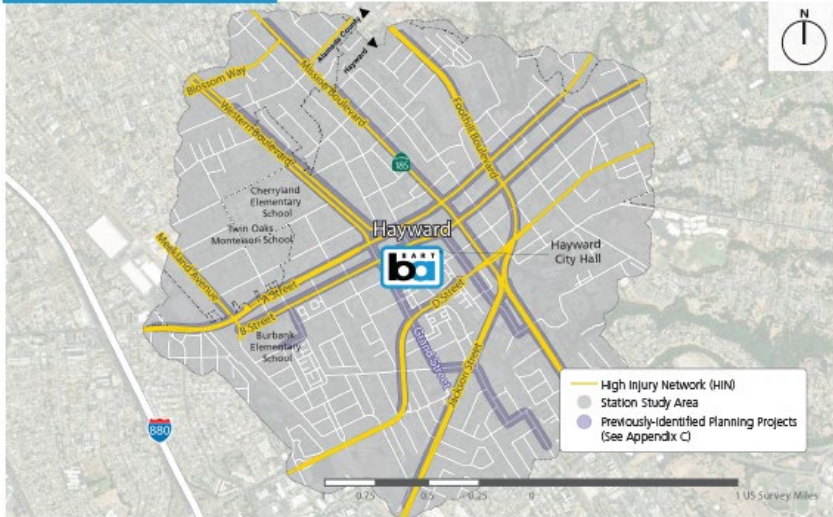 N
Alameda County
Hayward
Blossom Way
Mission Boulevard
Western Boulevard
Foothill Boulevard
185
Cherryland
Elementary
School
Twin Oaks
Montessori School
Hayward
BART
ba
Hayward
City Hall
Meekland Avenue
A Street
B Street
D Street
Burbank
Elementary
School
Grand Street
Jackson Street
880
High Injury Network (HIN)
Station Study Area
Previously-Identified Planning Projects
(See Appendix C)
1 0.75 0.5 0.25 0 1 US Survey Miles